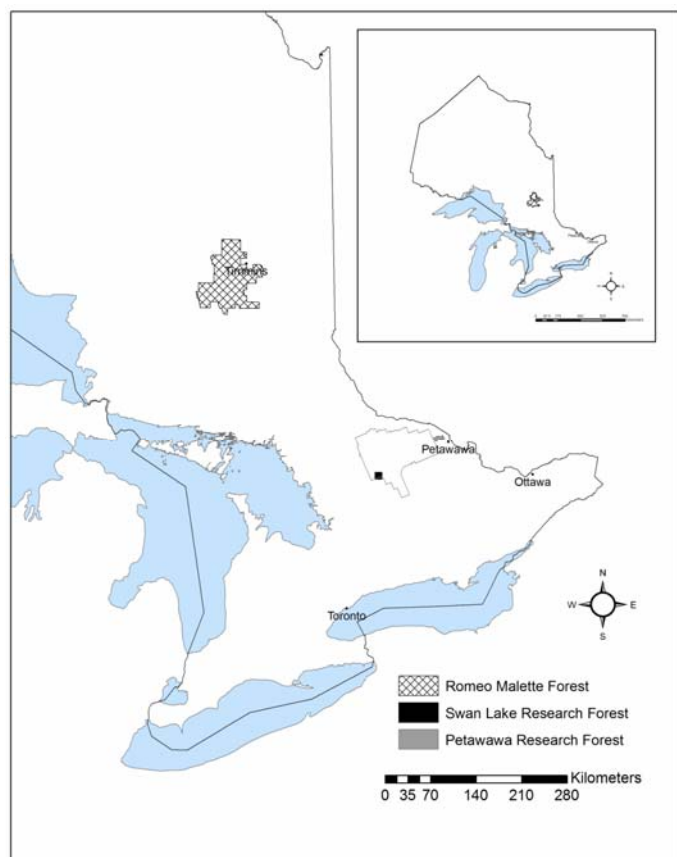 Timmins
Petawawa
Ottawa
Toronto
N
W E
S
Romeo Malette Forest
Swan Lake Research Forest
Petawawa Research Forest
Kilometers
0 35 70 140 210 280